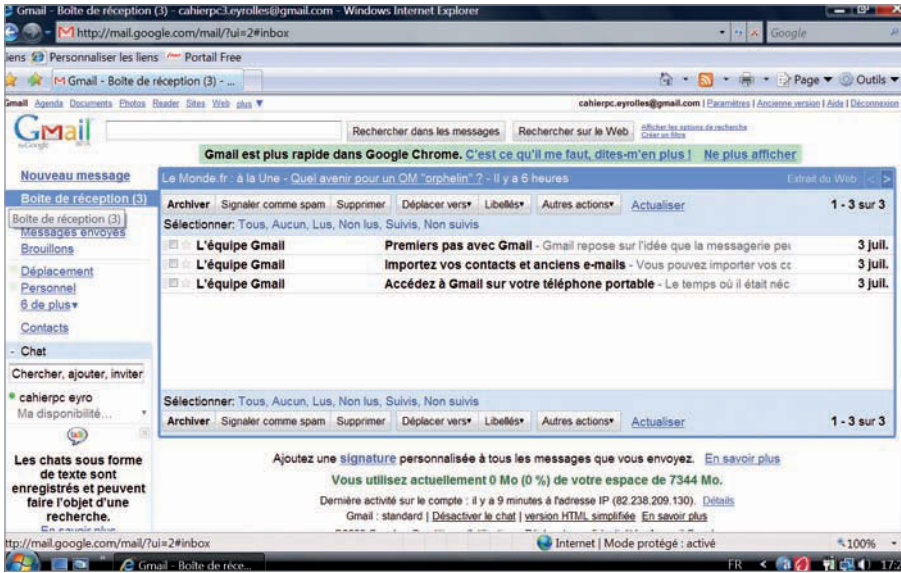 Gmail - Boîte de réception (3) - cahierpc3.eyrolles@gmail.com - Windows Internet Explorer
http://mail.google.com/mail/?ui=2#inbox
Google
iens Personnaliser les liens Portail Free
Gmail - Boîte de réception (3) - ...
Page Outils
Gmail Agenda Documents Photos Reader Sites Web plus
cahierpc.eyrolles@gmail.com | Paramètres | Ancienne version | Aide | Déconnexion
Gmail
by Google BETA
Rechercher dans les messages
Rechercher sur le Web
Afficher les options de recherche
Créer un filtre
Gmail est plus rapide dans Google Chrome. C'est ce qu'il me faut, dites-m'en plus ! Ne plus afficher
Nouveau message
Le Monde.fr : à la Une - Quel avenir pour un OM "orphelin" ? - Il y a 6 heures
Extrait du Web < >
Boîte de réception (3)
Archiver Signaler comme spam Supprimer Déplacer vers Libellés Autres actions Actualiser 1 - 3 sur 3
Boîte de réception (3)
Sélectionner: Tous, Aucun, Lus, Non lus, Suivis, Non suivis
Messages envoyés
Brouillons
L'équipe Gmail Premiers pas avec Gmail - Gmail repose sur l'idée que la messagerie peu 3 juil.
L'équipe Gmail Importez vos contacts et anciens e-mails - Vous pouvez importer vos cc 3 juil.
L'équipe Gmail Accédez à Gmail sur votre téléphone portable - Le temps où il était néc 3 juil.
Déplacement
Personnel
6 de plus
Contacts
- Chat
Chercher, ajouter, inviter
cahierpc eyro
Ma disponibilité...
talk
Les chats sous forme
de texte sont
enregistrés et peuvent
faire l'objet d'une
recherche.
En savoir plus
Sélectionner: Tous, Aucun, Lus, Non lus, Suivis, Non suivis
Archiver Signaler comme spam Supprimer Déplacer vers Libellés Autres actions Actualiser 1 - 3 sur 3
Ajoutez une signature personnalisée à tous les messages que vous envoyez. En savoir plus
Vous utilisez actuellement 0 Mo (0 %) de votre espace de 7344 Mo.
Dernière activité sur le compte : il y a 9 minutes à l'adresse IP (82.238.209.130). Détails
Gmail : standard | Désactiver le chat | version HTML simplifiée En savoir plus
ttp://mail.google.com/mail/?ui=2#inbox
Internet | Mode protégé : activé
100%
Gmail - Boîte de réce...
FR
17:2